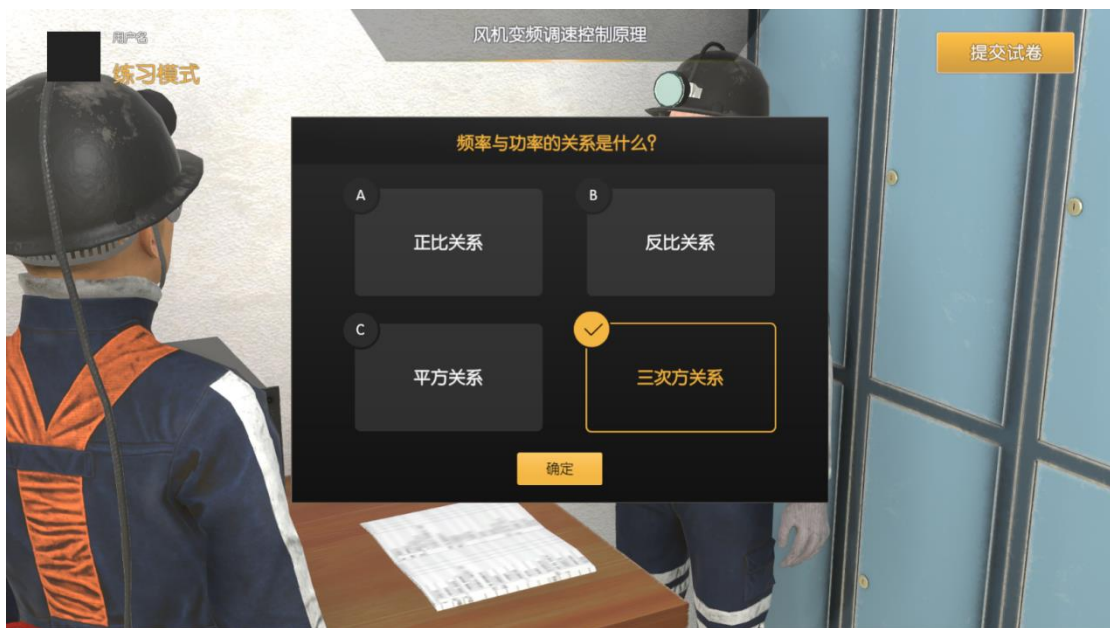 用户名
练习模式
风机变频调速控制原理
提交试卷
频率与功率的关系是什么?
A
正比关系
B
反比关系
C
平方关系
三次方关系
确定